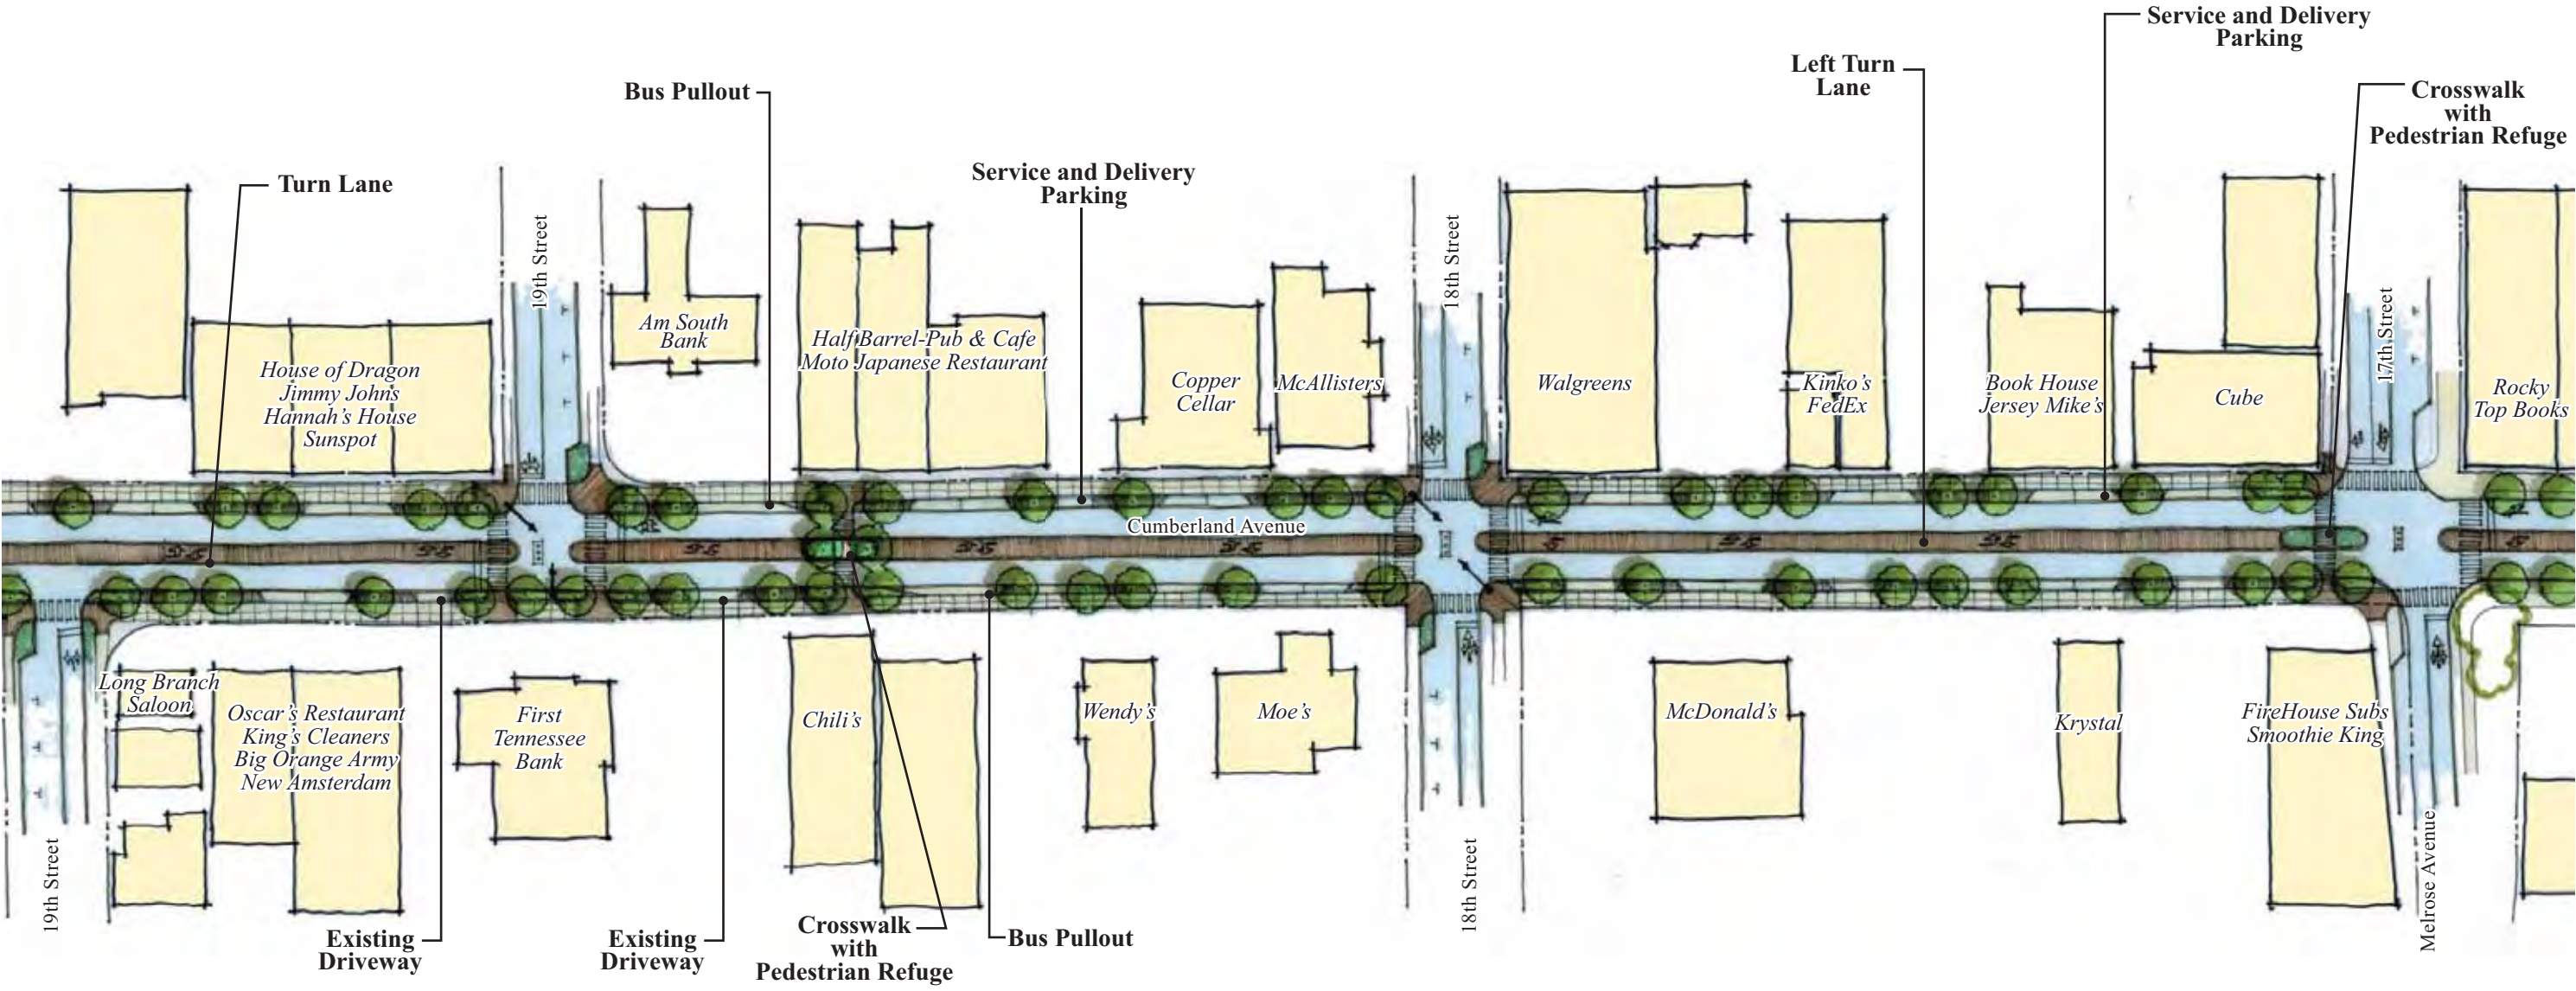 Service and Delivery
Parking
Left Turn
Lane
Crosswalk
with
Pedestrian Refuge
Bus Pullout
Service and Delivery
Parking
Turn Lane
19th Street
18th Street
17th Street
House of Dragon
Jimmy Johns
Hannah's House
Sunspot
Am South
Bank
Half Barrel-Pub & Cafe
Moto Japanese Restaurant
Copper
Cellar
McAllisters
Walgreens
Kinko's
FedEx
Book House
Jersey Mike's
Cube
Rocky
Top Books
Cumberland Avenue
Long Branch
Saloon
Oscar's Restaurant
King's Cleaners
Big Orange Army
New Amsterdam
First
Tennessee
Bank
Chili's
Wendy's
Moe's
McDonald's
Krystal
FireHouse Subs
Smoothie King
19th Street
18th Street
Melrose Avenue
Existing
Driveway
Existing
Driveway
Crosswalk
with
Pedestrian Refuge
Bus Pullout